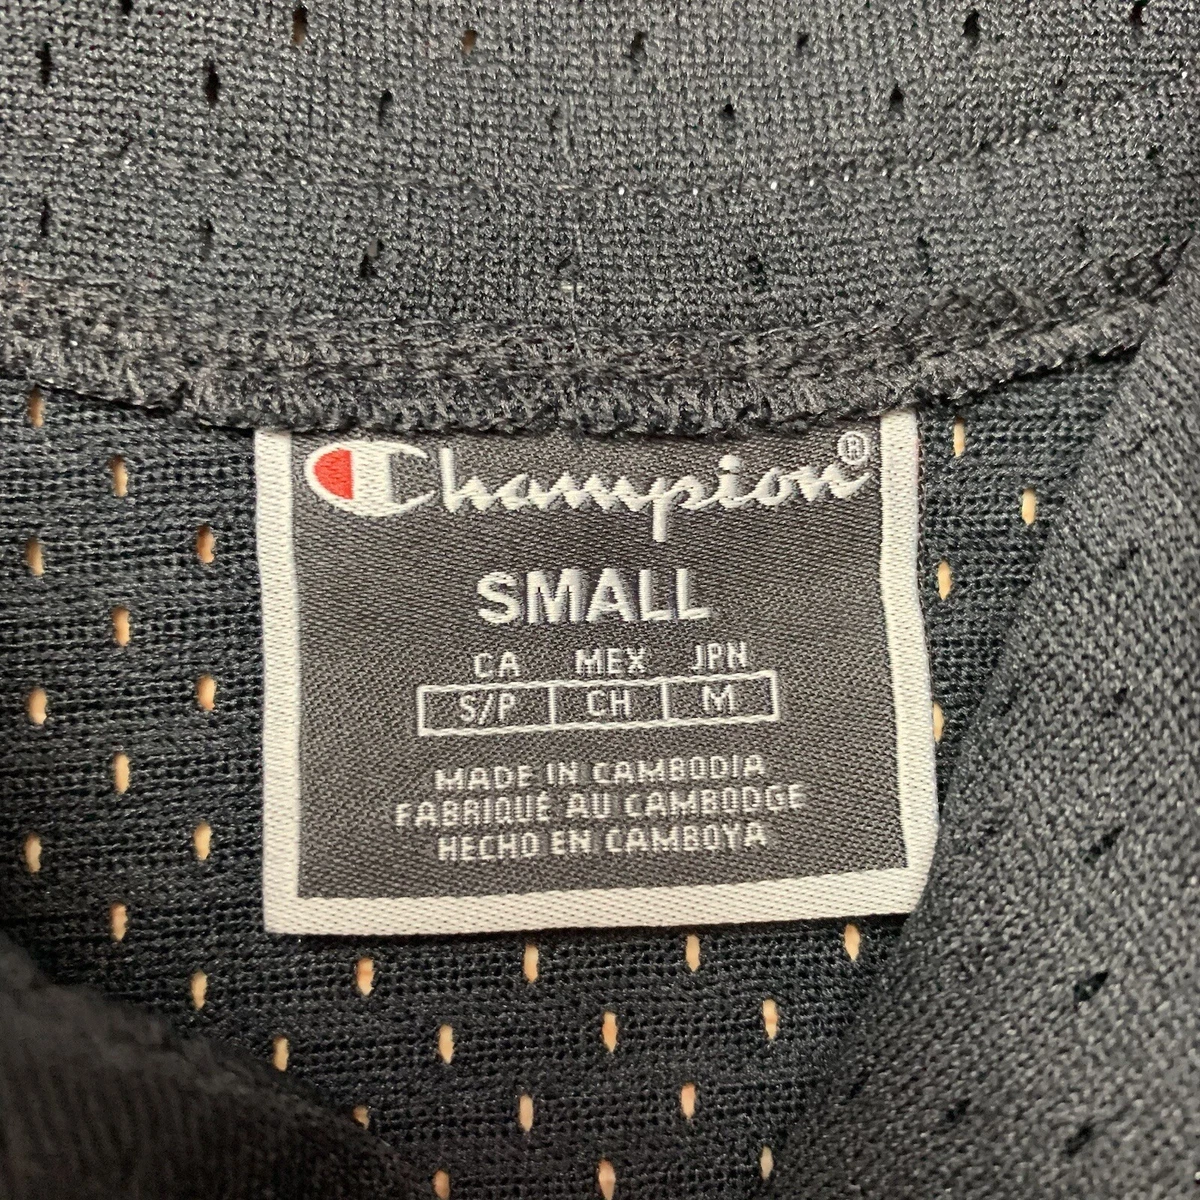 Champion®
SMALL
CA MEX JPN
S/P CH M
MADE IN CAMBODIA
FABRIQUÉ AU CAMBODGE
HECHO EN CAMBOYA